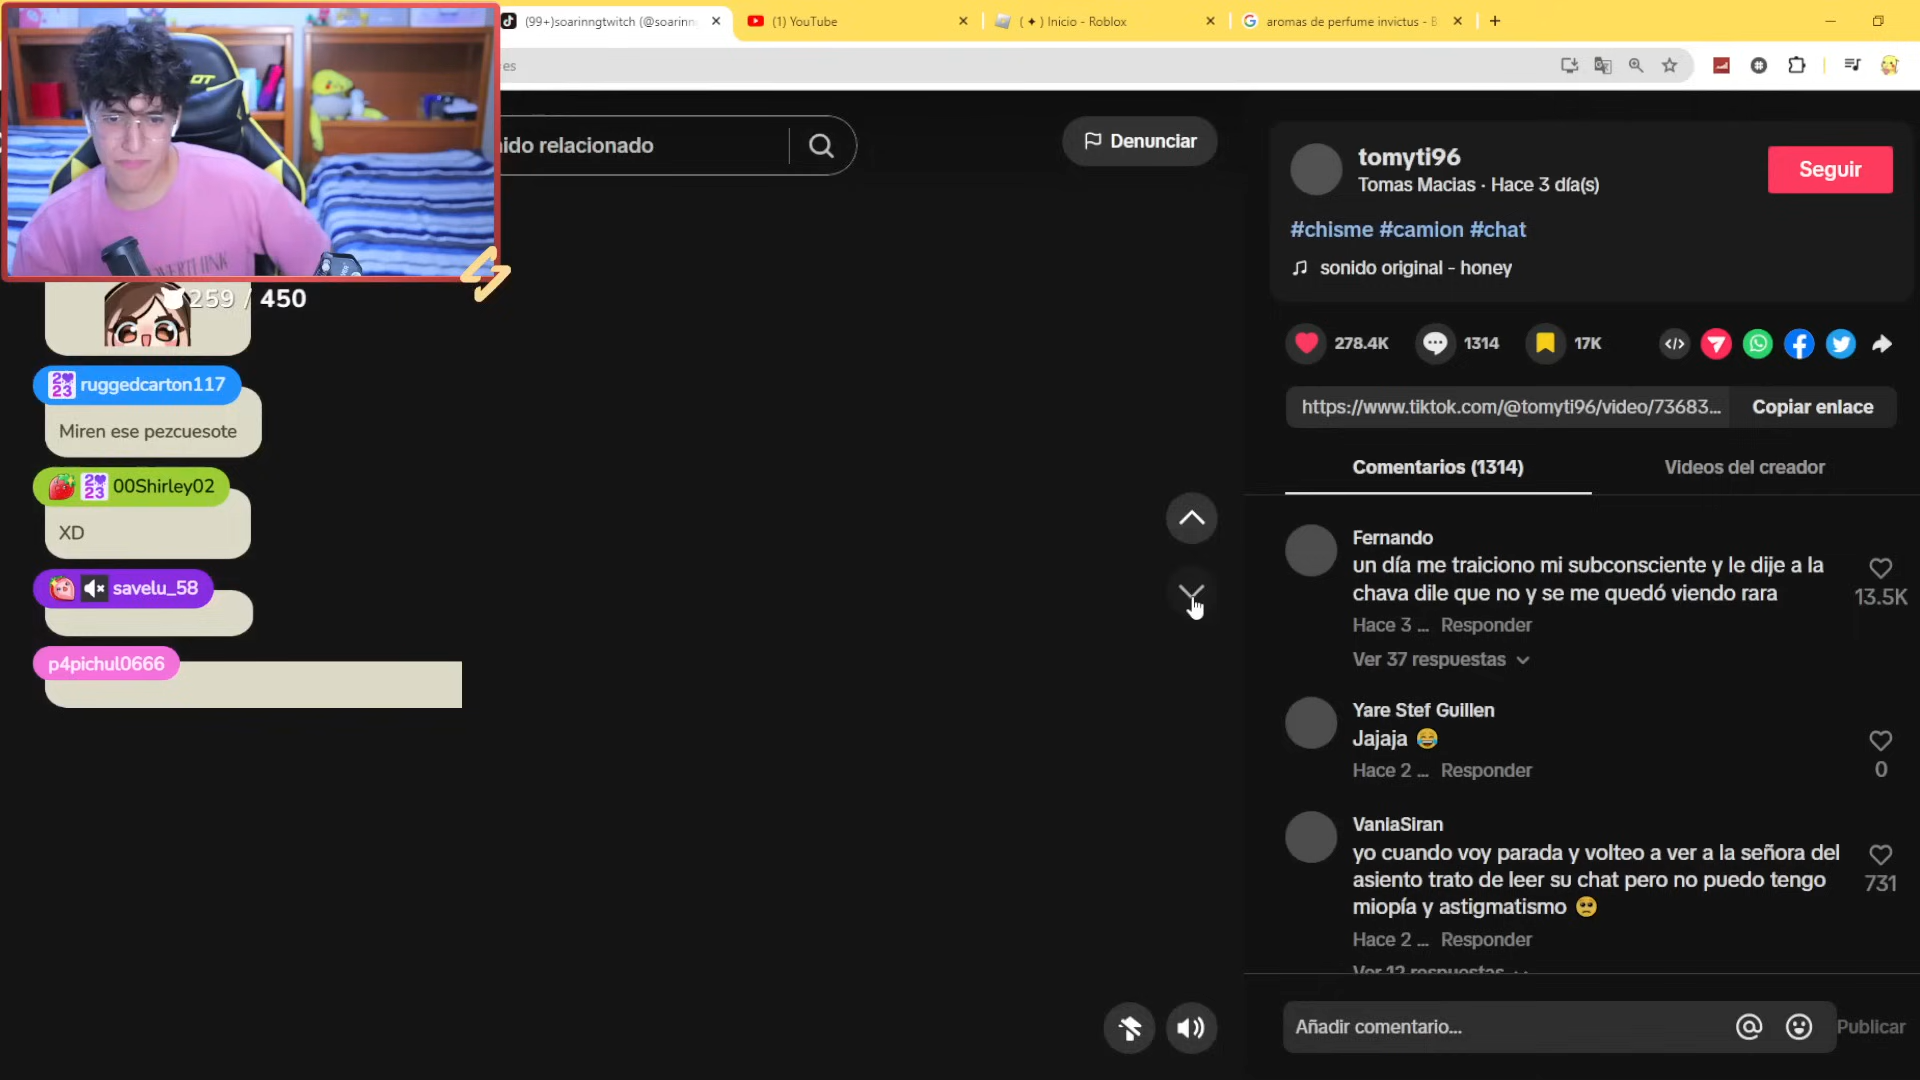 (99+)soarinngtwitch (@soarinn
(1) YouTube
( ✦ ) Inicio - Roblox
aromas de perfume invictus - B
es
ido relacionado
Denunciar
259 / 450
ruggedcarton117
Miren ese pezcuesote
00Shirley02
XD
savelu_58
p4pichul0666
tomyti96
Tomas Macias · Hace 3 día(s)
Seguir
#chisme #camion #chat
sonido original - honey
278.4K
1314
17K
https://www.tiktok.com/@tomyti96/video/73683...
Copiar enlace
Comentarios (1314)
Videos del creador
Fernando
un día me traiciono mi subconsciente y le dije a la
chava dile que no y se me quedó viendo rara
13.5K
Hace 3 ... Responder
Ver 37 respuestas
Yare Stef Guillen
Jajaja 😂
0
Hace 2 ... Responder
VaniaSiran
yo cuando voy parada y volteo a ver a la señora del
asiento trato de leer su chat pero no puedo tengo
miopía y astigmatismo 🥺
731
Hace 2 ... Responder
Ver 12 respuestas
Añadir comentario...
Publicar